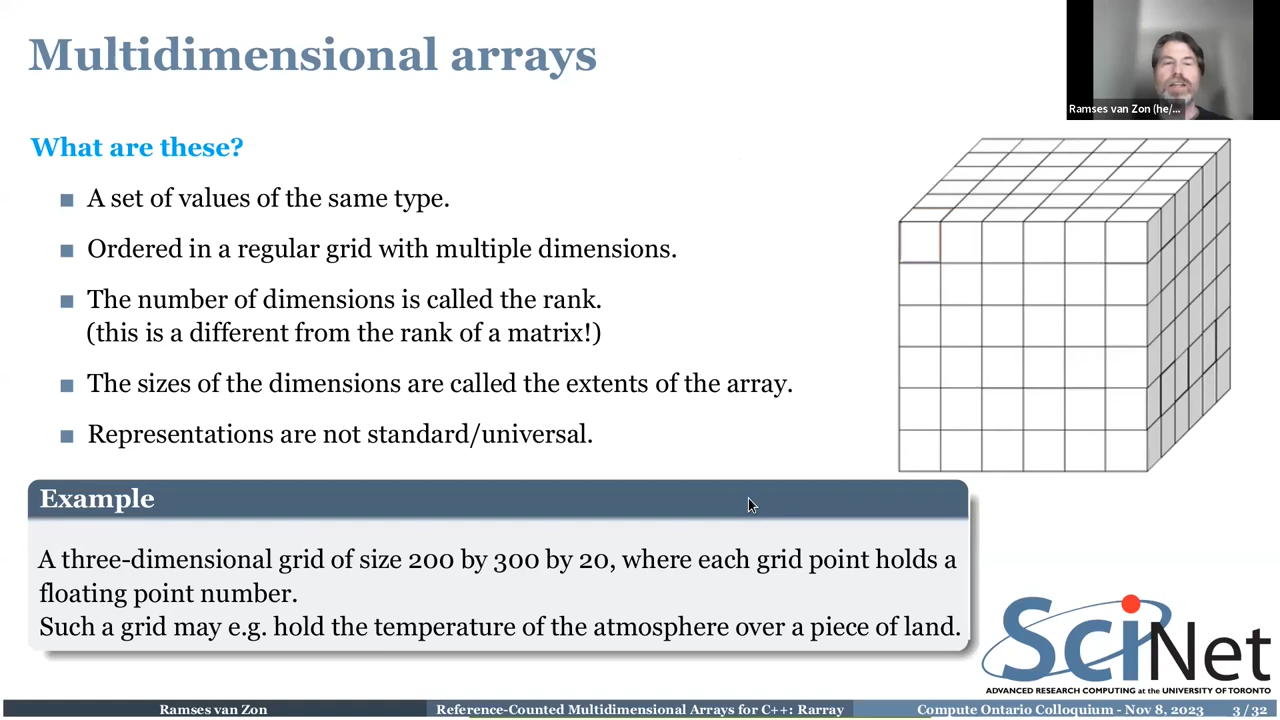 Multidimensional arrays
Ramses van Zon (he/...
What are these?
A set of values of the same type.
Ordered in a regular grid with multiple dimensions.
The number of dimensions is called the rank.
(this is a different from the rank of a matrix!)
The sizes of the dimensions are called the extents of the array.
Representations are not standard/universal.
Example
A three-dimensional grid of size 200 by 300 by 20, where each grid point holds a
floating point number.
Such a grid may e.g. hold the temperature of the atmosphere over a piece of land.
SciNet
ADVANCED RESEARCH COMPUTING at the UNIVERSITY OF TORONTO
Ramses van Zon
Reference-Counted Multidimensional Arrays for C++: Rarray
Compute Ontario Colloquium - Nov 8, 2023
3 / 32